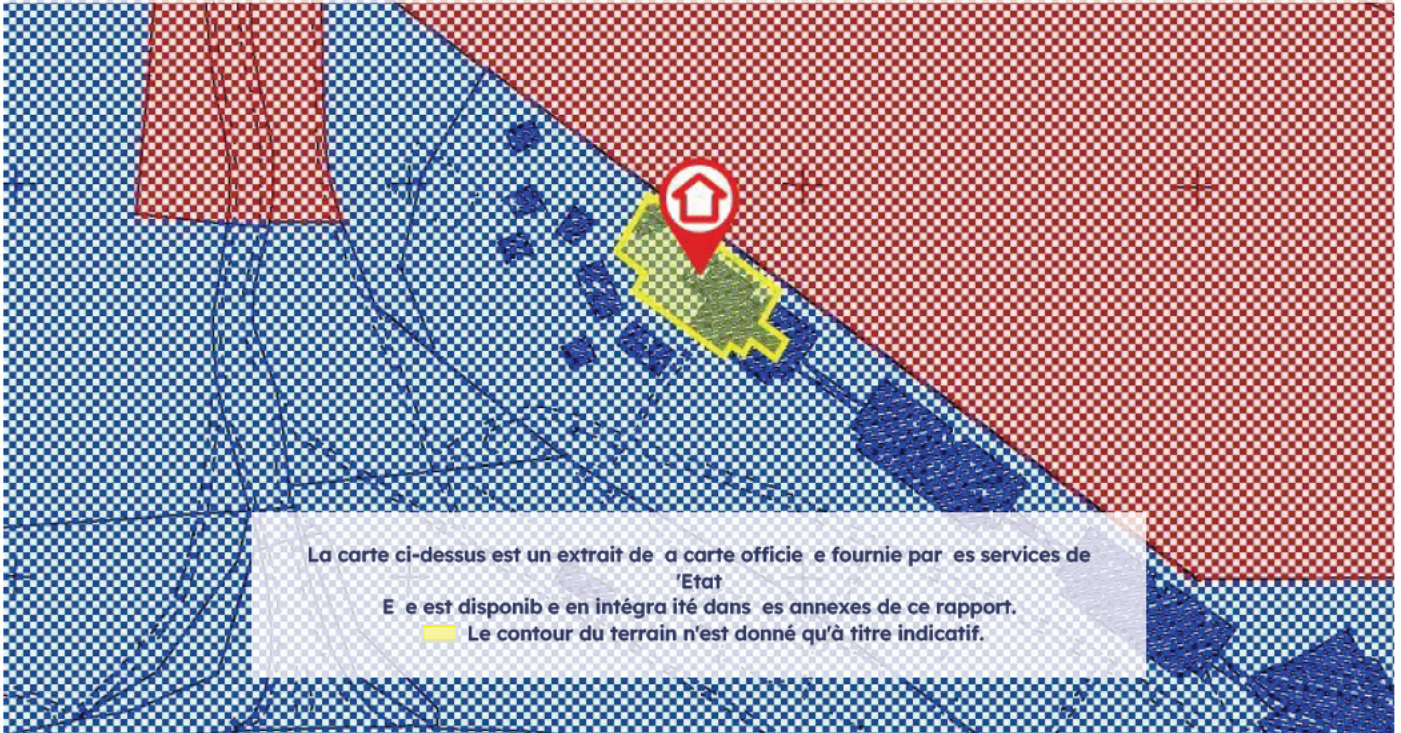 La carte ci-dessus est un extrait de a carte officie e fournie par es services de
'Etat
E e est disponib e en intégra ité dans es annexes de ce rapport.
Le contour du terrain n'est donné qu'à titre indicatif.